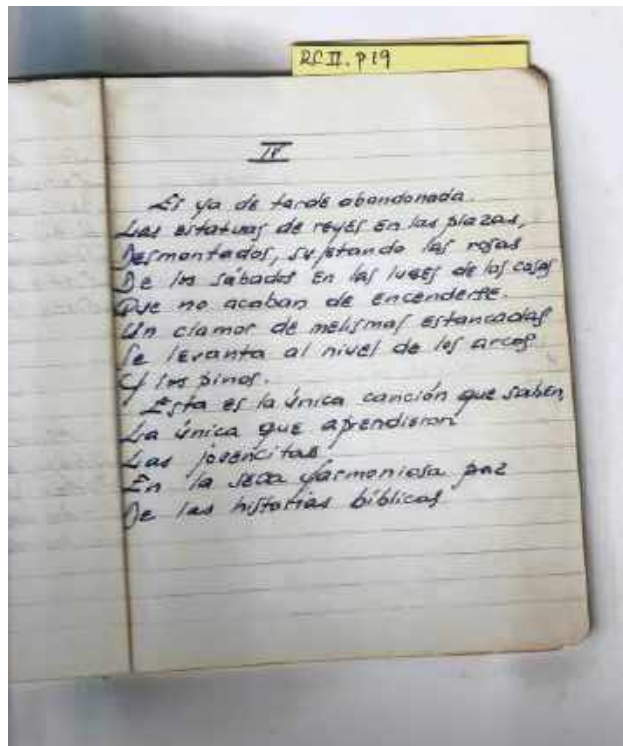 RC II. p 19
IV
Es ya de tarde abandonada.
Las estatuas de reyes en las plazas,
Desmontados, sujetando las rosas
De los sábados en las luces de las casas
Que no acaban de encenderse.
Un clamor de melismas estancadas
Se levanta al nivel de los arcos
Y los pinos.
Esta es la única canción que saben,
La única que aprendieron
Las jovencitas.
En la seca y armoniosa paz
De las historias bíblicas